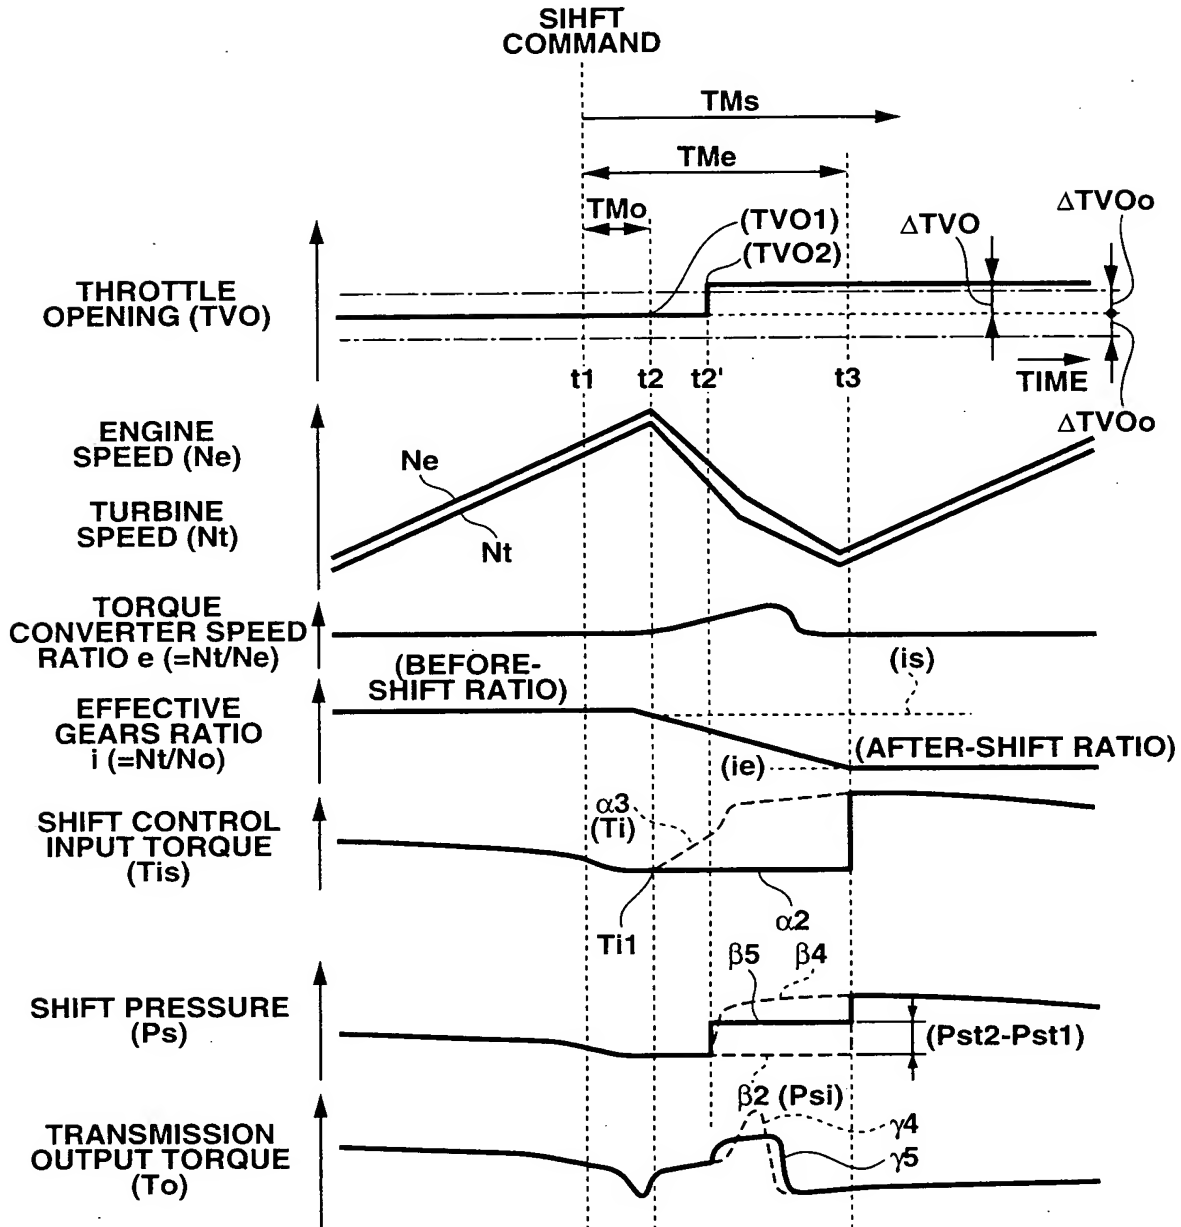 SIHFT
COMMAND
TMs
TMe
TMo
(TVO1)
(TVO2)
ΔTVO
ΔTVOo
THROTTLE
OPENING (TVO)
t1
t2
t2'
t3
TIME
ΔTVOo
ENGINE
SPEED (Ne)
Ne
TURBINE
SPEED (Nt)
Nt
TORQUE
CONVERTER SPEED
RATIO e (=Nt/Ne)
(BEFORE-
SHIFT RATIO)
(is)
EFFECTIVE
GEARS RATIO
i (=Nt/No)
(ie)
(AFTER-SHIFT RATIO)
α3
(Ti)
SHIFT CONTROL
INPUT TORQUE
(Tis)
Ti1
α2
β5
β4
SHIFT PRESSURE
(Ps)
(Pst2-Pst1)
β2 (Psi)
γ4
γ5
TRANSMISSION
OUTPUT TORQUE
(To)